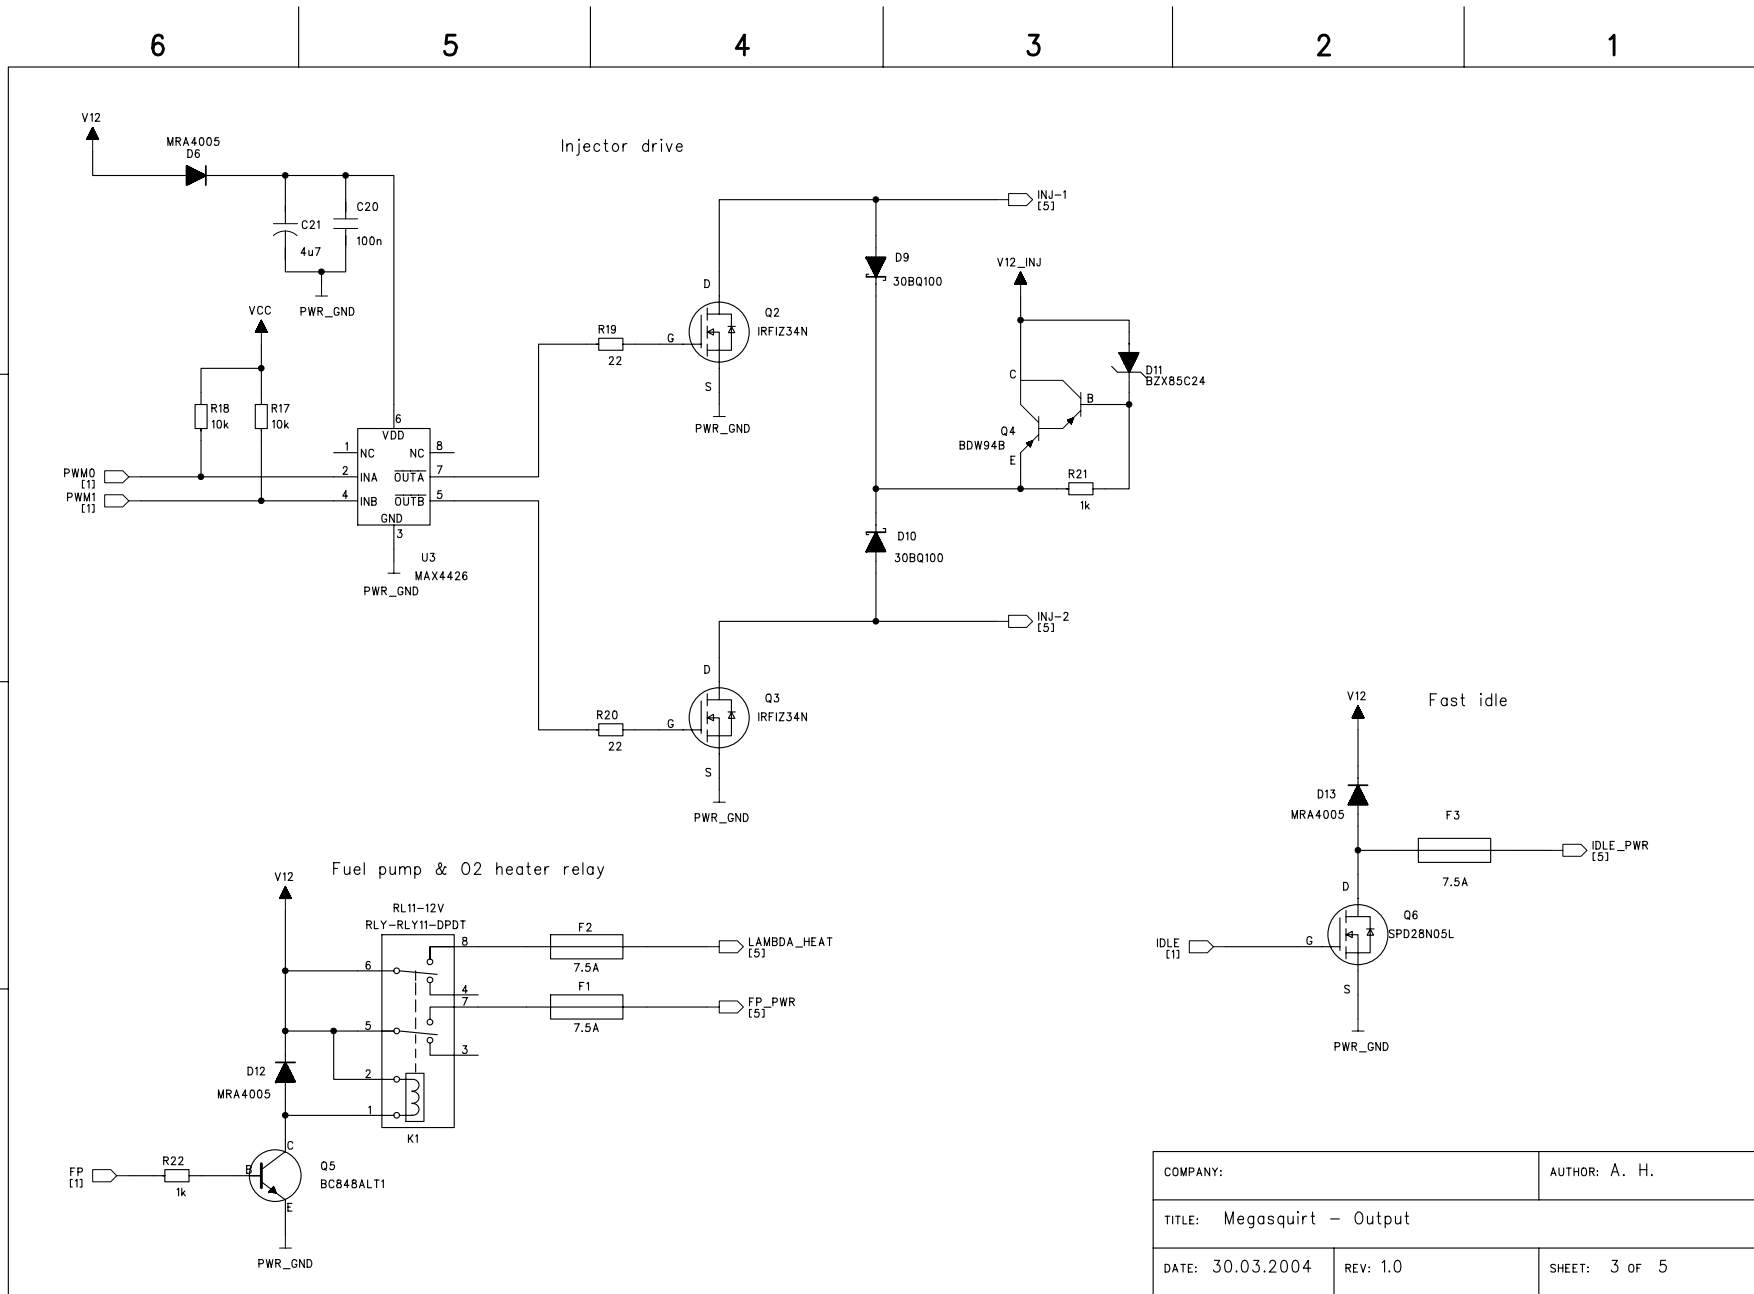 6 5 4 3 2 1
V12
MRA4005
D6
C21
4u7
C20
100n
PWR_GND
Injector drive
VCC
R18
10k
R17
10k
PWM0
[1]
PWM1
[1]
6
VDD
1
NC
NC
8
2
INA
OUTA
7
4
INB
OUTB
5
GND
3
U3
MAX4426
PWR_GND
R19
22
D
G
S
Q2
IRFIZ34N
PWR_GND
INJ-1
[5]
D9
30BQ100
V12_INJ
D11
BZX85C24
C
B
Q4
BDW94B
E
R21
1k
D10
30BQ100
INJ-2
[5]
R20
22
D
G
S
Q3
IRFIZ34N
PWR_GND
Fast idle
V12
D13
MRA4005
F3
7.5A
IDLE_PWR
[5]
D
G
S
Q6
SPD28N05L
IDLE
[1]
PWR_GND
Fuel pump & O2 heater relay
V12
RL11-12V
RLY-RLY11-DPDT
8
6
4
7
5
3
2
1
K1
F2
7.5A
LAMBDA_HEAT
[5]
F1
7.5A
FP_PWR
[5]
D12
MRA4005
FP
[1]
R22
1k
B
C
E
Q5
BC848ALT1
PWR_GND
COMPANY:
AUTHOR: A. H.
TITLE: Megasquirt - Output
DATE: 30.03.2004
REV: 1.0
SHEET: 3 OF 5